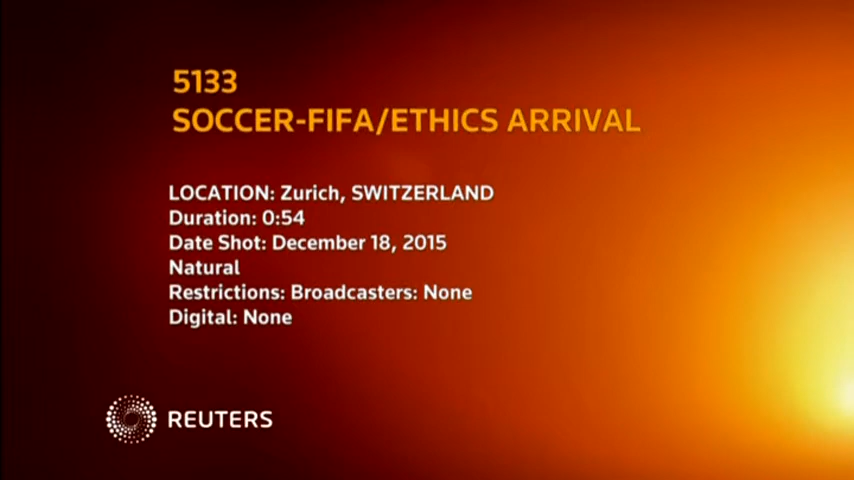 5133
SOCCER-FIFA/ETHICS ARRIVAL
LOCATION: Zurich, SWITZERLAND
Duration: 0:54
Date Shot: December 18, 2015
Natural
Restrictions: Broadcasters: None
Digital: None
REUTERS